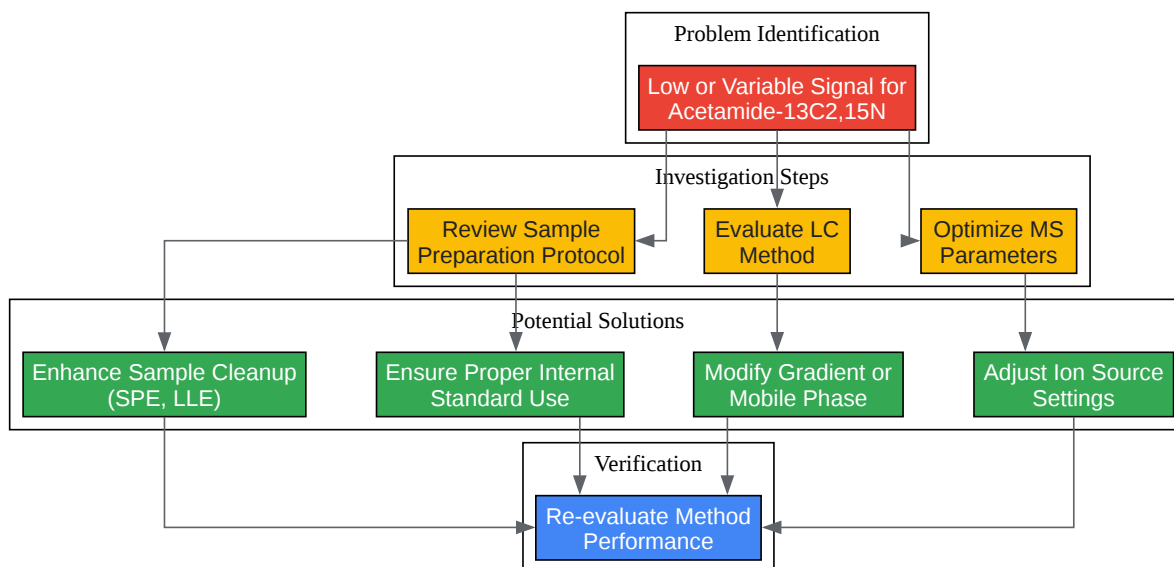 Problem Identification
Low or Variable Signal for
Acetamide-13C2,15N
Investigation Steps
Review Sample
Preparation Protocol
Evaluate LC
Method
Optimize MS
Parameters
Potential Solutions
Enhance Sample Cleanup
(SPE, LLE)
Ensure Proper Internal
Standard Use
Modify Gradient or
Mobile Phase
Adjust Ion Source
Settings
Verification
Re-evaluate Method
Performance